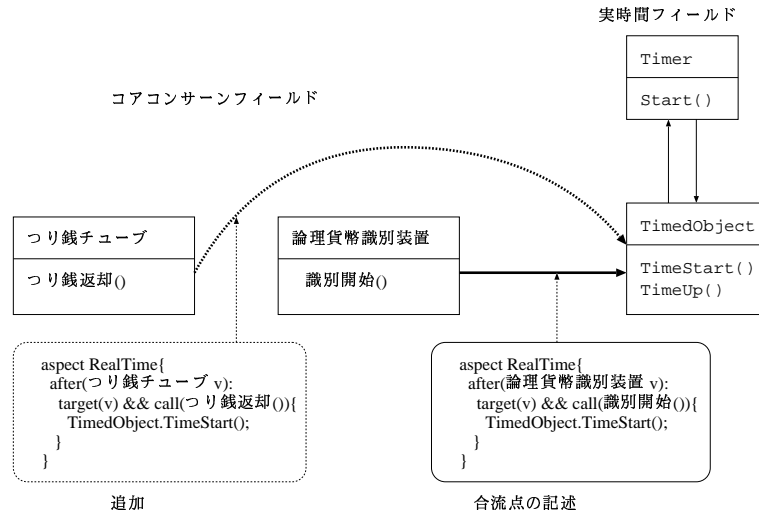 実時間フィールド
Timer
Start()
コアコンサーンフィールド
つり銭チューブ
つり銭返却()
論理貨幣識別装置
識別開始()
TimedObject
TimeStart()
TimeUp()
aspect RealTime{
after(つり銭チューブ v):
target(v) && call(つり銭返却()){
TimedObject.TimeStart();
}
}
追加
aspect RealTime{
after(論理貨幣識別装置 v):
target(v) && call(識別開始()){
TimedObject.TimeStart();
}
}
合流点の記述